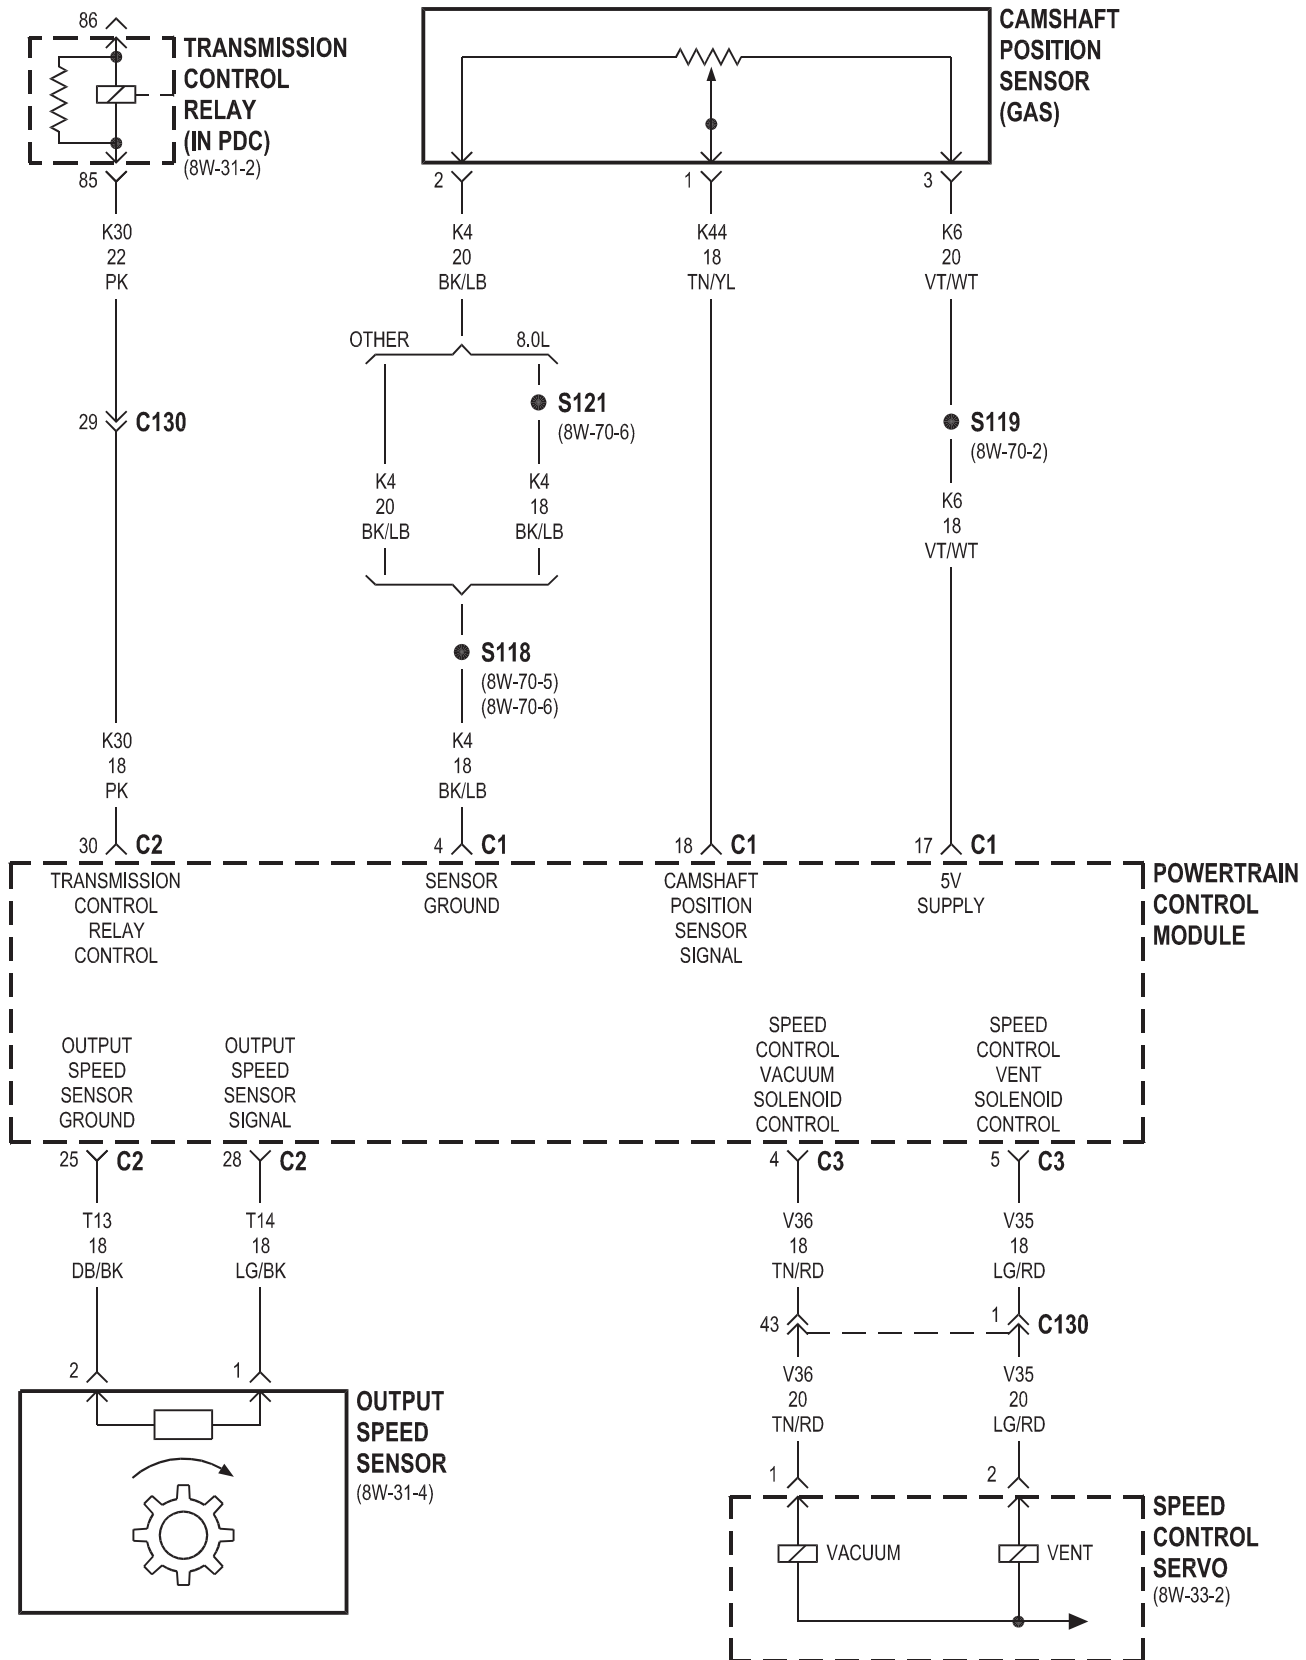 86
TRANSMISSION
CONTROL
RELAY
(IN PDC)
(8W-31-2)
85
CAMSHAFT
POSITION
SENSOR
(GAS)
2
1
3
K30
22
PK
K4
20
BK/LB
K44
18
TN/YL
K6
20
VT/WT
OTHER
8.0L
29
C130
S121
(8W-70-6)
S119
(8W-70-2)
K4
20
BK/LB
K4
18
BK/LB
K6
18
VT/WT
S118
(8W-70-5)
(8W-70-6)
K30
18
PK
K4
18
BK/LB
30 C2
4 C1
18 C1
17 C1
TRANSMISSION
CONTROL
RELAY
CONTROL
SENSOR
GROUND
CAMSHAFT
POSITION
SENSOR
SIGNAL
5V
SUPPLY
POWERTRAIN
CONTROL
MODULE
OUTPUT
SPEED
SENSOR
GROUND
OUTPUT
SPEED
SENSOR
SIGNAL
SPEED
CONTROL
VACUUM
SOLENOID
CONTROL
SPEED
CONTROL
VENT
SOLENOID
CONTROL
25 C2
28 C2
4 C3
5 C3
T13
18
DB/BK
T14
18
LG/BK
V36
18
TN/RD
V35
18
LG/RD
43
1
C130
V36
20
TN/RD
V35
20
LG/RD
2
1
OUTPUT
SPEED
SENSOR
(8W-31-4)
1
2
VACUUM
VENT
SPEED
CONTROL
SERVO
(8W-33-2)